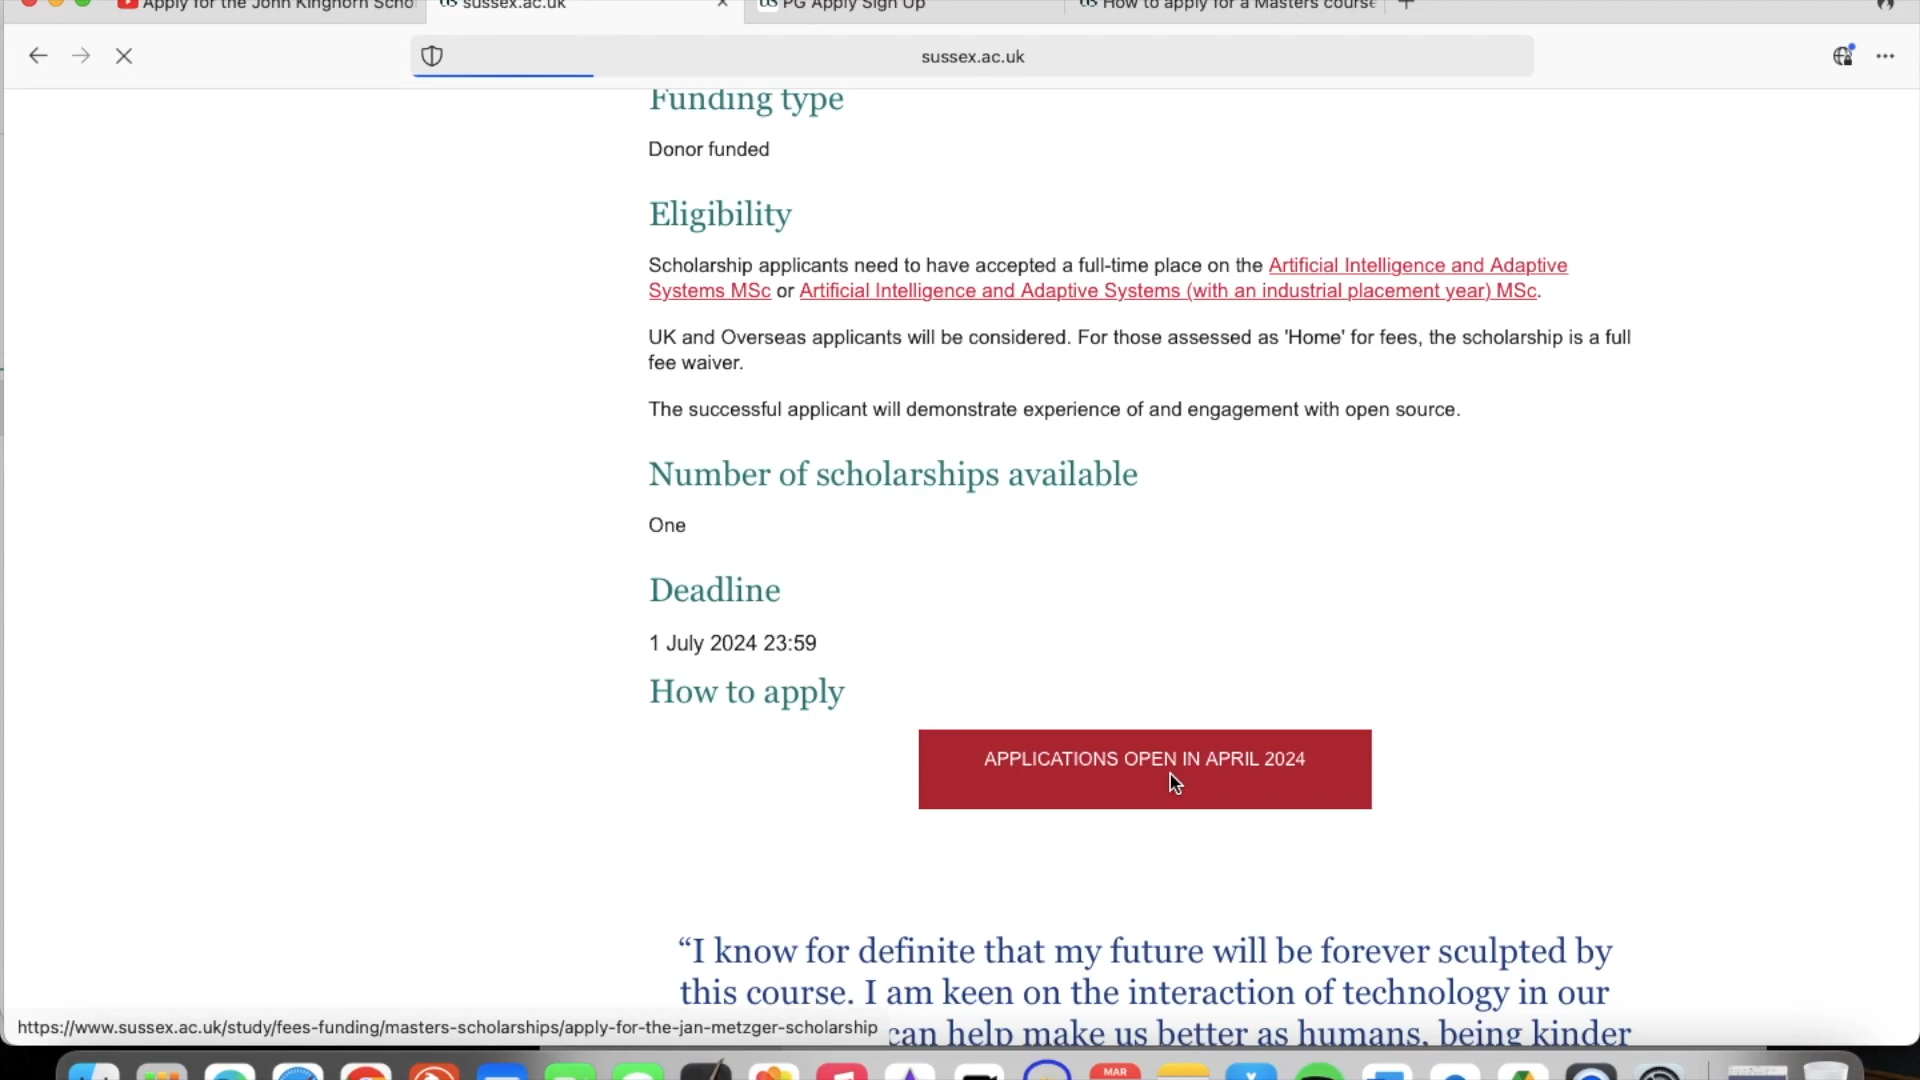 Apply for the John Kinghorn Scho
sussex.ac.uk
PG Apply Sign Up
How to apply for a Masters course
sussex.ac.uk
Funding type
Donor funded
Eligibility
Scholarship applicants need to have accepted a full-time place on the Artificial Intelligence and Adaptive
Systems MSc or Artificial Intelligence and Adaptive Systems (with an industrial placement year) MSc.
UK and Overseas applicants will be considered. For those assessed as 'Home' for fees, the scholarship is a full
fee waiver.
The successful applicant will demonstrate experience of and engagement with open source.
Number of scholarships available
One
Deadline
1 July 2024 23:59
How to apply
APPLICATIONS OPEN IN APRIL 2024
“I know for definite that my future will be forever sculpted by
this course. I am keen on the interaction of technology in our
can help make us better as humans, being kinder
https://www.sussex.ac.uk/study/fees-funding/masters-scholarships/apply-for-the-jan-metzger-scholarship
MAR